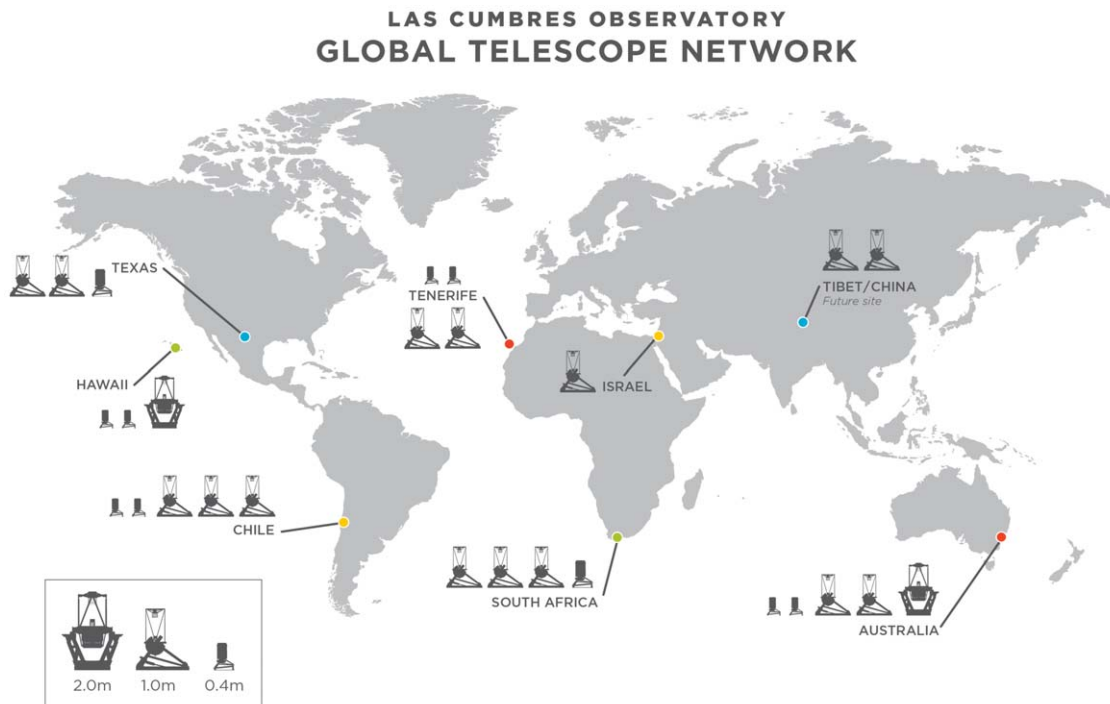 LAS CUMBRES OBSERVATORY
GLOBAL TELESCOPE NETWORK
TEXAS
HAWAII
CHILE
TENERIFE
ISRAEL
TIBET/CHINA
Future site
SOUTH AFRICA
AUSTRALIA
2.0m 1.0m 0.4m